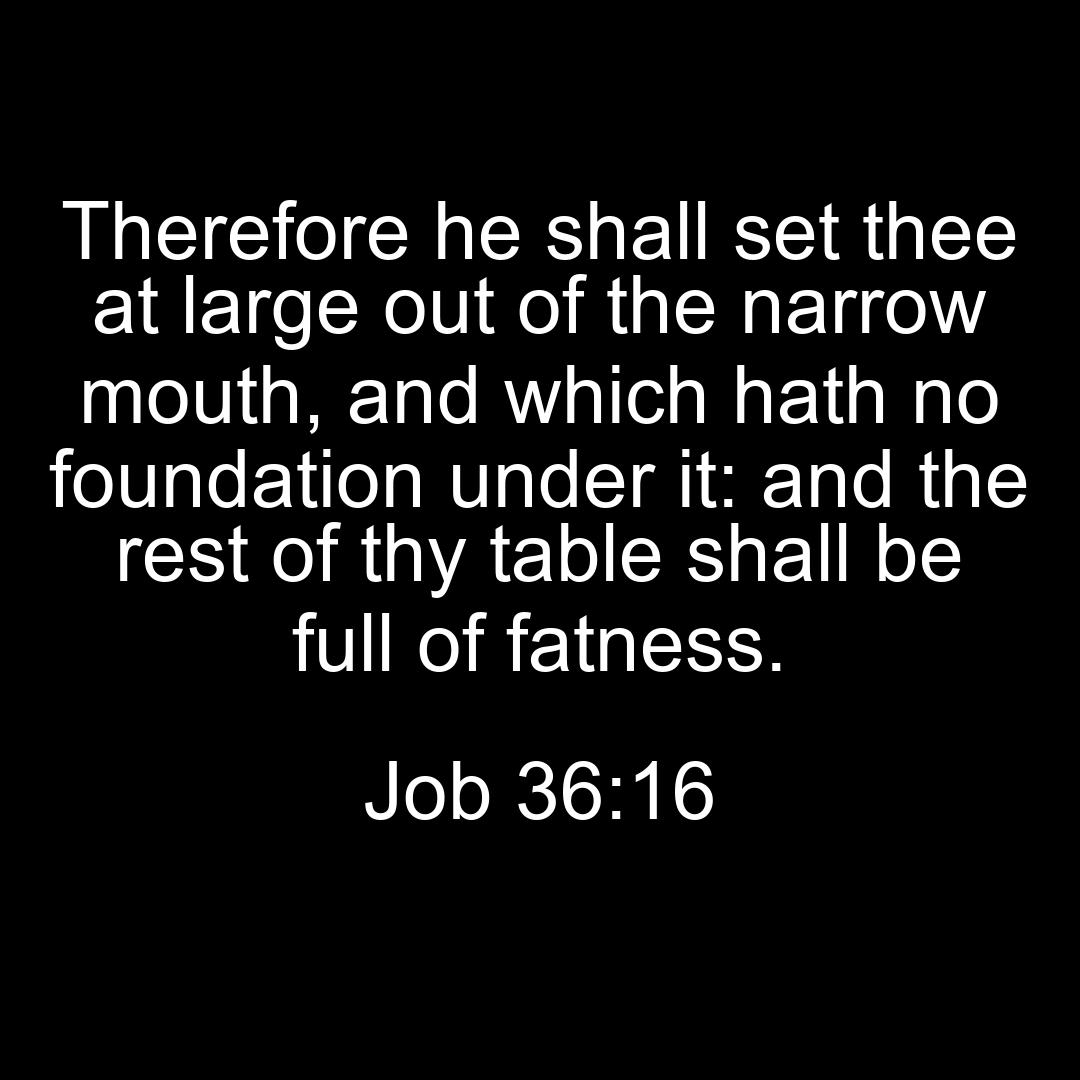 Therefore he shall set thee
at large out of the narrow
mouth, and which hath no
foundation under it: and the
rest of thy table shall be
full of fatness.
Job 36:16